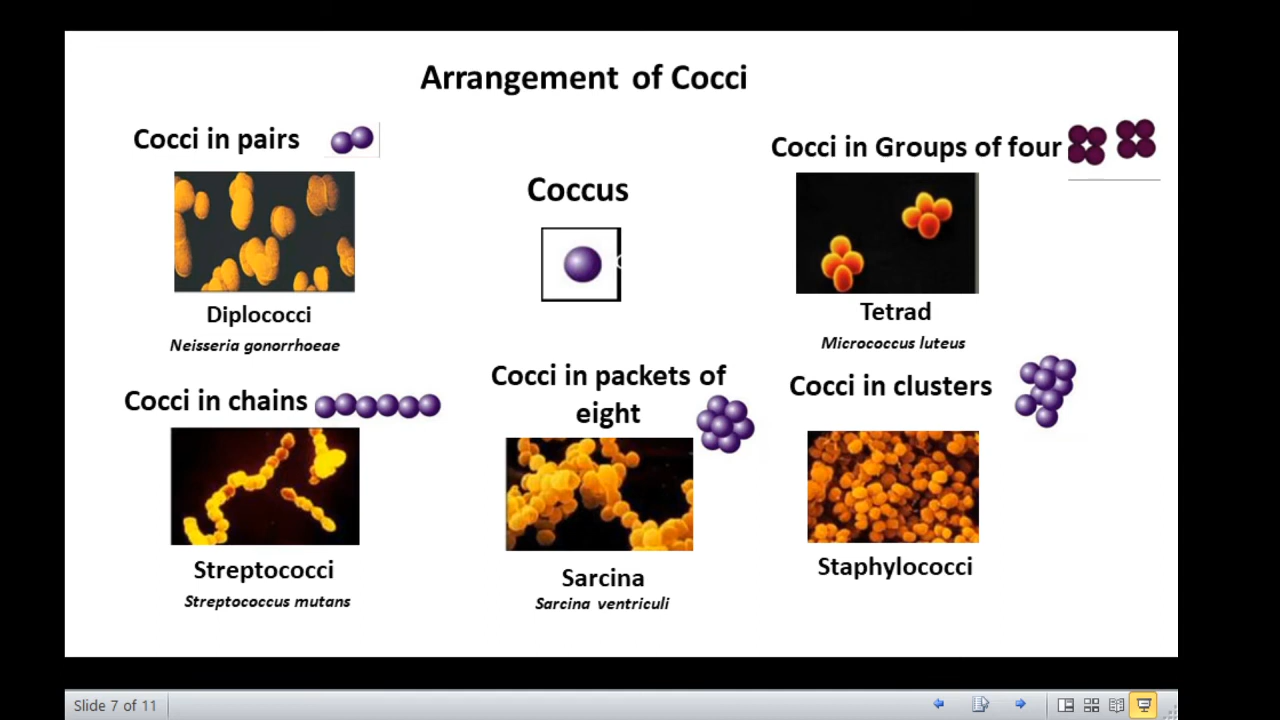 Arrangement of Cocci
Cocci in pairs
Diplococci
Neisseria gonorrhoeae
Coccus
Cocci in Groups of four
Tetrad
Micrococcus luteus
Cocci in chains
Streptococci
Streptococcus mutans
Cocci in packets of
eight
Sarcina
Sarcina ventriculi
Cocci in clusters
Staphylococci
Slide 7 of 11